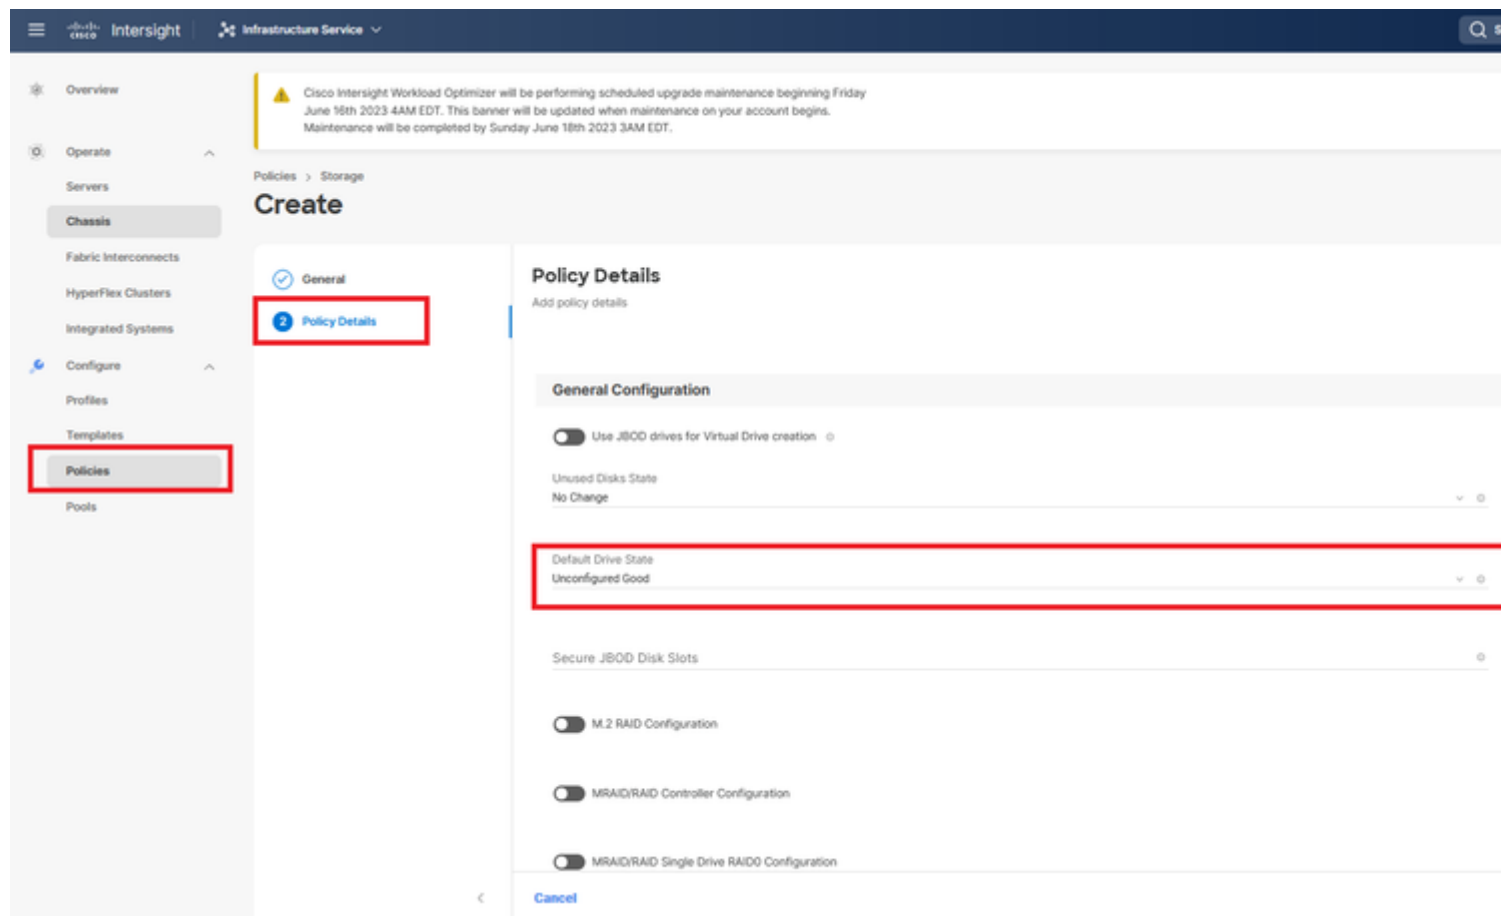 cisco Intersight Infrastructure Service
Overview
Operate
Servers
Chassis
Fabric Interconnects
HyperFlex Clusters
Integrated Systems
Configure
Profiles
Templates
Policies
Pools
Cisco Intersight Workload Optimizer will be performing scheduled upgrade maintenance beginning Friday
June 16th 2023 4AM EDT. This banner will be updated when maintenance on your account begins.
Maintenance will be completed by Sunday June 18th 2023 3AM EDT.
Policies > Storage
Create
General
2 Policy Details
Policy Details
Add policy details
General Configuration
Use JBOD drives for Virtual Drive creation
Unused Disks State
No Change
Default Drive State
Unconfigured Good
Secure JBOD Disk Slots
M.2 RAID Configuration
MRAID/RAID Controller Configuration
MRAID/RAID Single Drive RAID0 Configuration
Cancel